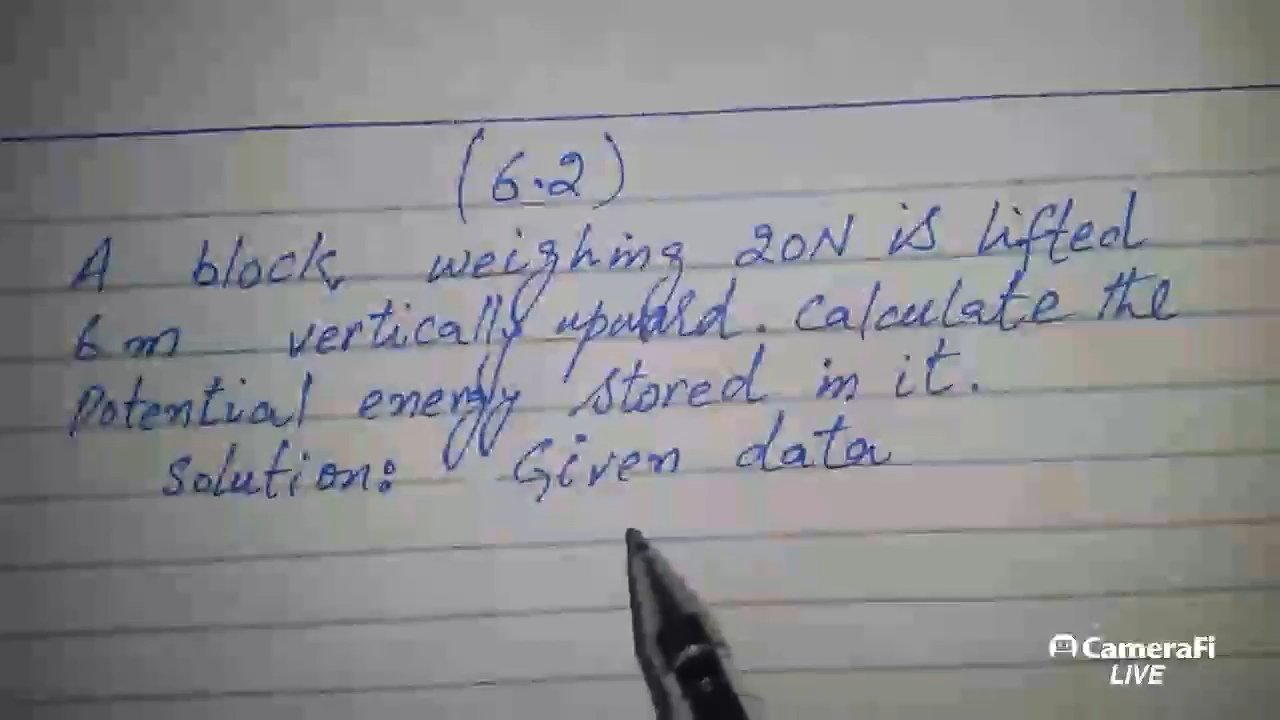 (6.2)
A block weighing 20N is lifted
6m vertically upward. Calculate the
Potential energy stored in it.
Solution: Given data
CameraFi
LIVE